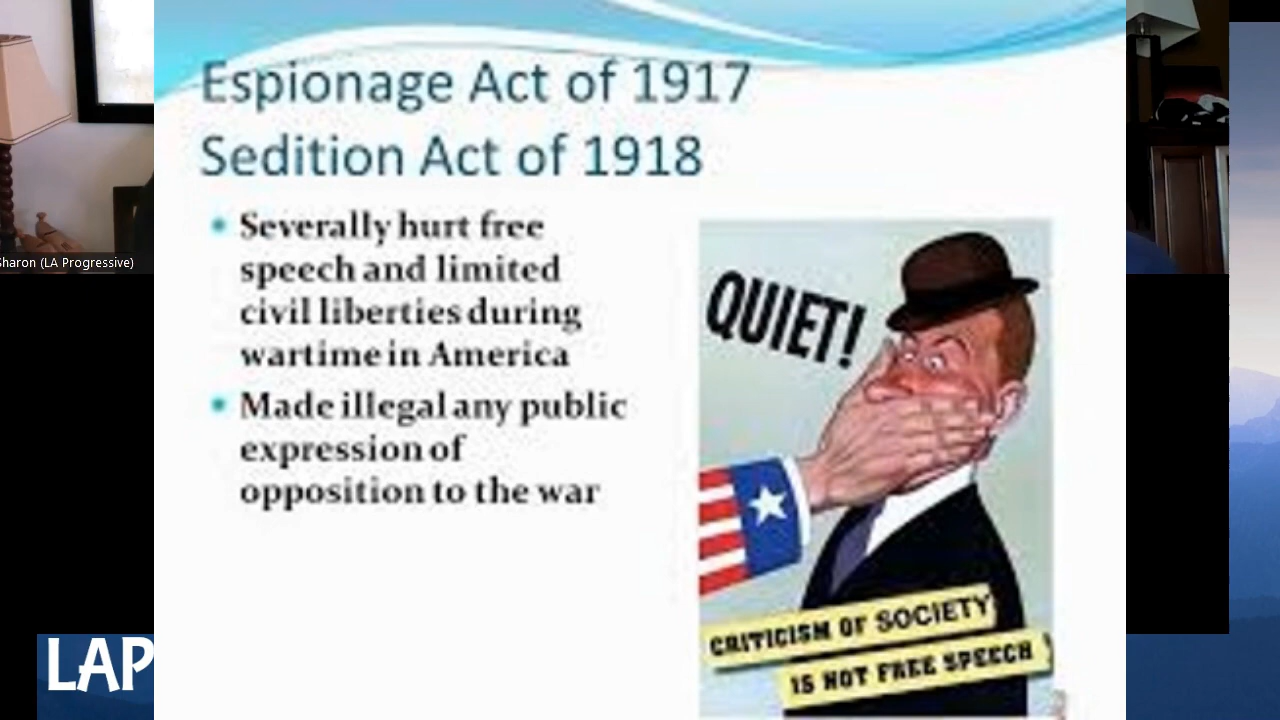 Espionage Act of 1917
Sedition Act of 1918
Severally hurt free
speech and limited
civil liberties during
wartime in America
Made illegal any public
expression of
opposition to the war
QUIET!
CRITICISM OF SOCIETY
IS NOT FREE SPEECH
Sharon (LA Progressive)
LAP